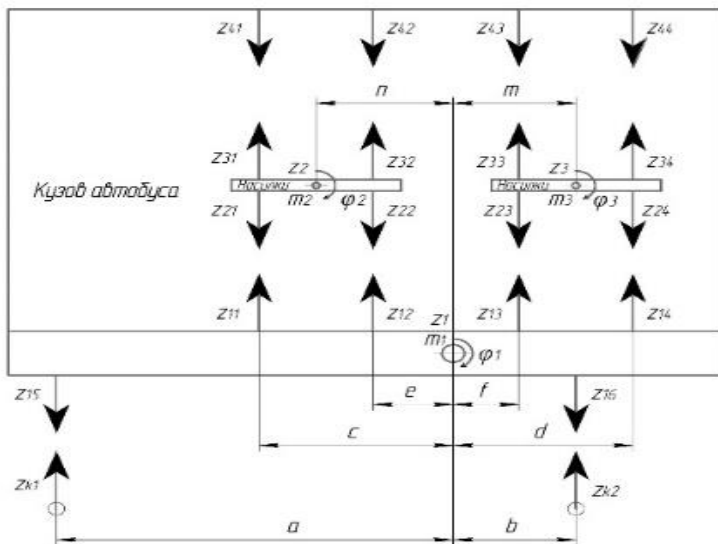 z41 z42 z43 z44
n m
z31 z2 z32 z33 z3 z34
Кузов автобуса Носилки Носилки
z21 m2 φ2 z22 z23 m3 φ3 z24
z11 z12 z1 z13 z14
m1 φ1
z15 e f z16
c d
zk1 zk2
a b